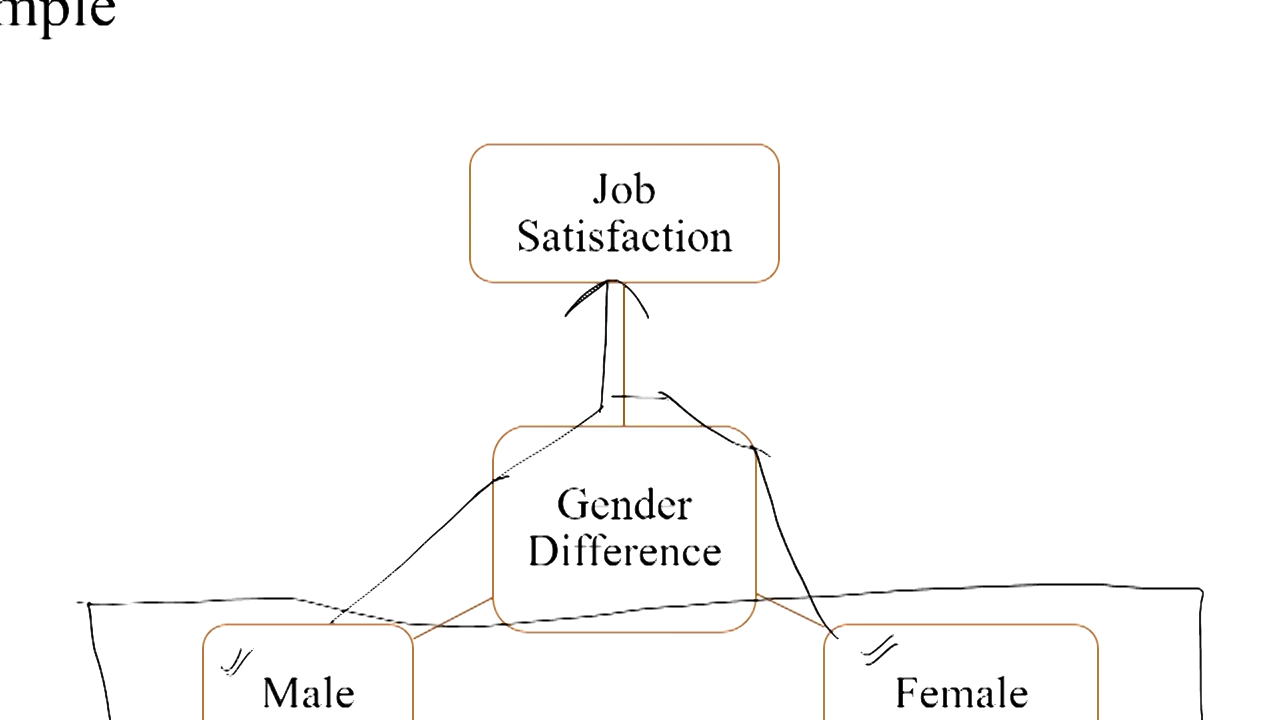 mple
Job
Satisfaction
Gender
Difference
Male
Female